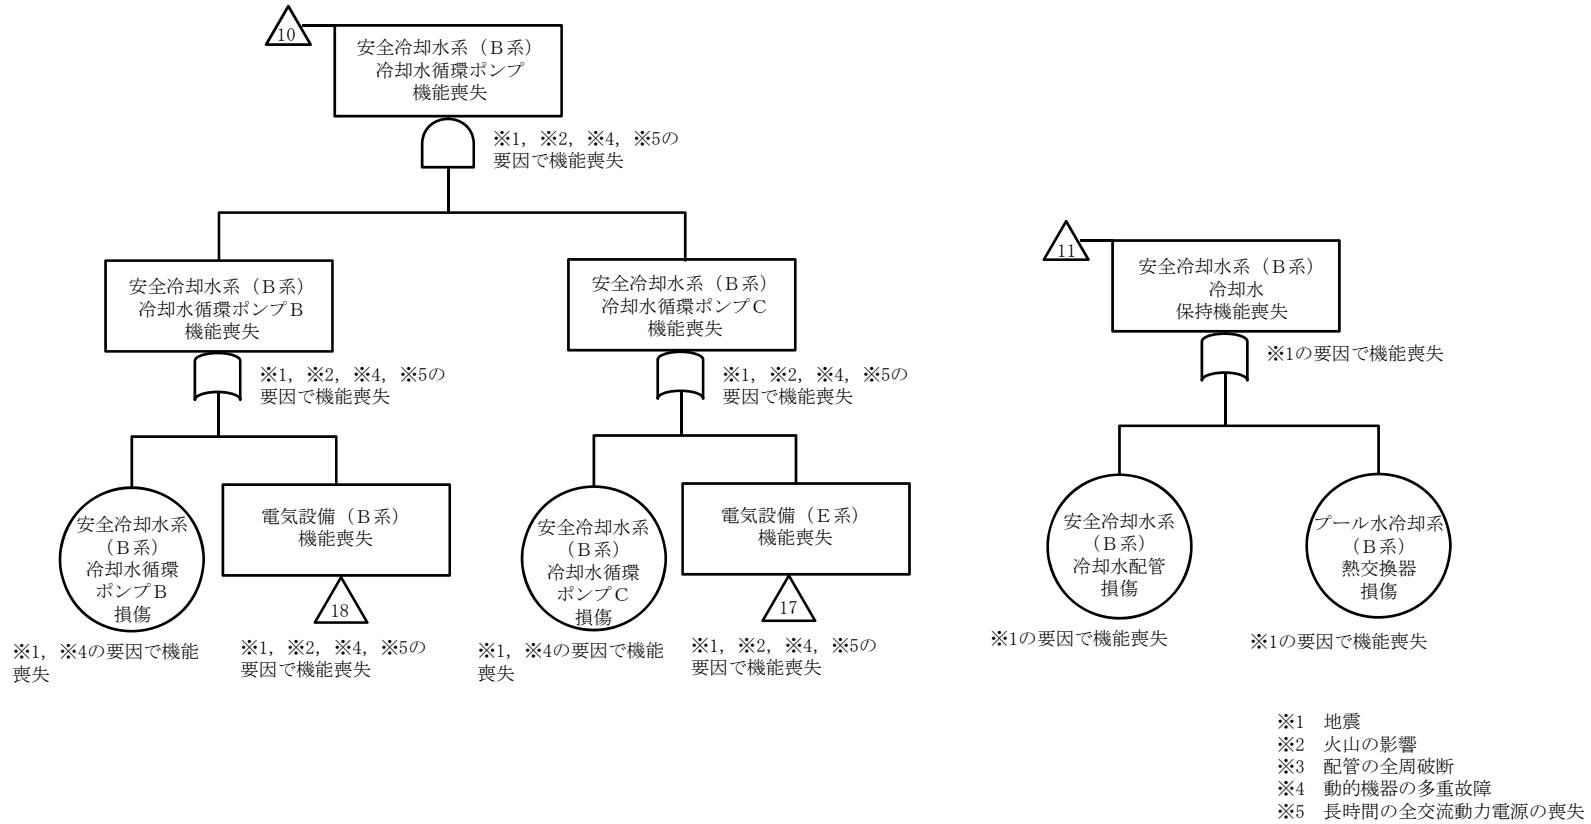 10
安全冷却水系（Ｂ系）
冷却水循環ポンプ
機能喪失
※1，※2，※4，※5の
要因で機能喪失
安全冷却水系（Ｂ系）
冷却水循環ポンプＢ
機能喪失
※1，※2，※4，※5の
要因で機能喪失
安全冷却水系（Ｂ系）
冷却水循環ポンプＣ
機能喪失
※1，※2，※4，※5の
要因で機能喪失
安全冷却水系
（Ｂ系）
冷却水循環
ポンプＢ
損傷
※1，※4の要因で機能
喪失
電気設備（Ｂ系）
機能喪失
18
※1，※2，※4，※5の
要因で機能喪失
安全冷却水系
（Ｂ系）
冷却水循環
ポンプＣ
損傷
※1，※4の要因で機能
喪失
電気設備（Ｅ系）
機能喪失
17
※1，※2，※4，※5の
要因で機能喪失
11
安全冷却水系（Ｂ系）
冷却水
保持機能喪失
※1の要因で機能喪失
安全冷却水系
（Ｂ系）
冷却水配管
損傷
※1の要因で機能喪失
プール水冷却系
（Ｂ系）
熱交換器
損傷
※1の要因で機能喪失
※1　地震
※2　火山の影響
※3　配管の全周破断
※4　動的機器の多重故障
※5　長時間の全交流動力電源の喪失